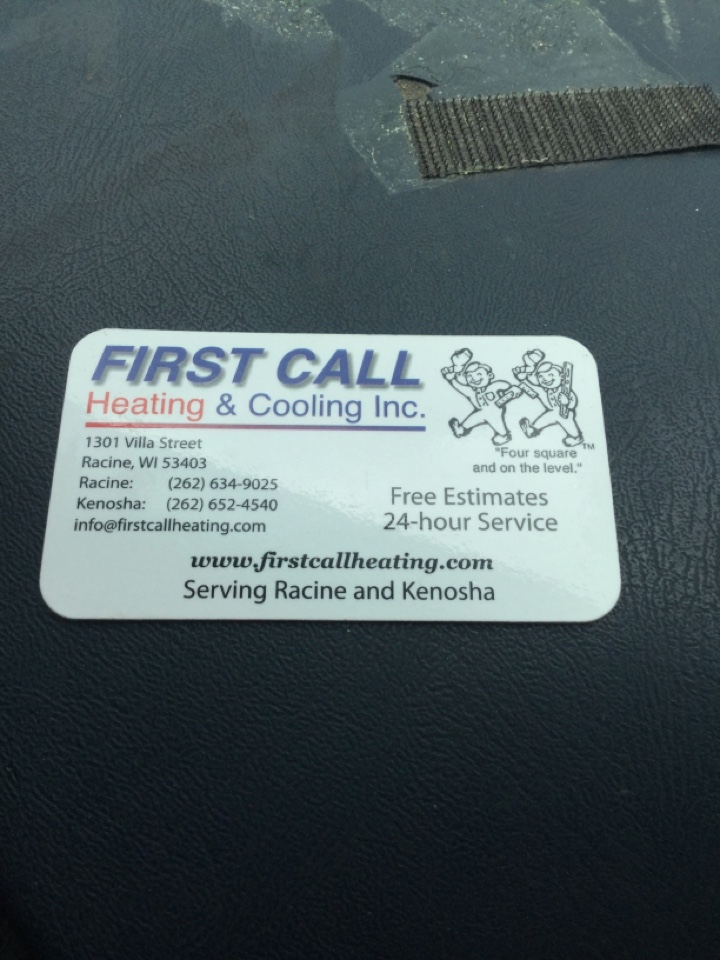 FIRST CALL
Heating & Cooling Inc.
1301 Villa Street
Racine, WI 53403
Racine: (262) 634-9025
Kenosha: (262) 652-4540
info@firstcallheating.com
"Four square TM
and on the level."
Free Estimates
24-hour Service
www.firstcallheating.com
Serving Racine and Kenosha